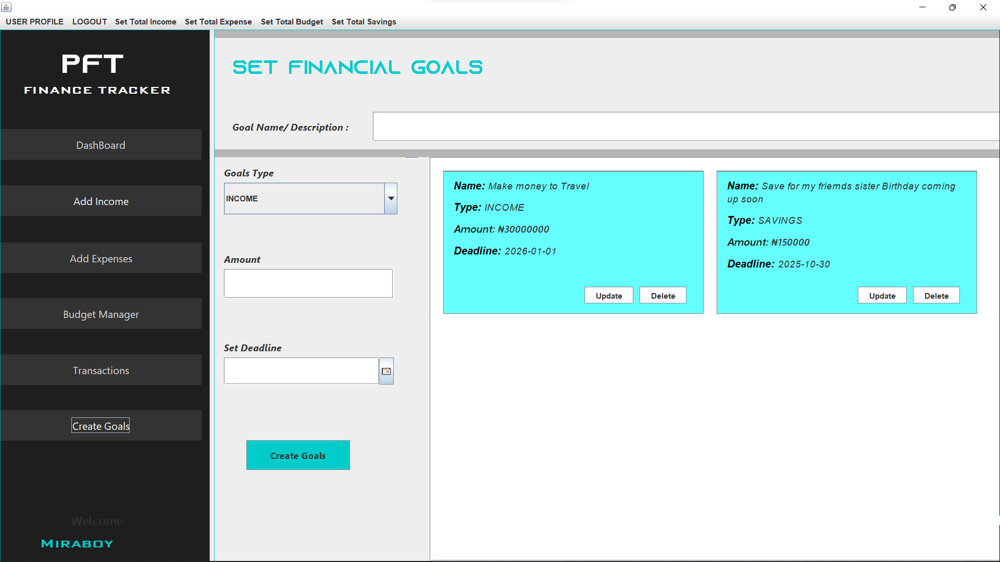 USER PROFILE LOGOUT Set Total Income Set Total Expense Set Total Budget Set Total Savings
PFT
FINANCE TRACKER
DashBoard
Add Income
Add Expenses
Budget Manager
Transactions
Create Goals
Welcome
MIRABOY
SET FINANCIAL GOALS
Goal Name/ Description :
Goals Type
INCOME
Amount
Set Deadline
Create Goals
Name: Make money to Travel
Type: INCOME
Amount: ₦30000000
Deadline: 2026-01-01
Update Delete
Name: Save for my friemds sister Birthday coming
up soon
Type: SAVINGS
Amount: ₦150000
Deadline: 2025-10-30
Update Delete